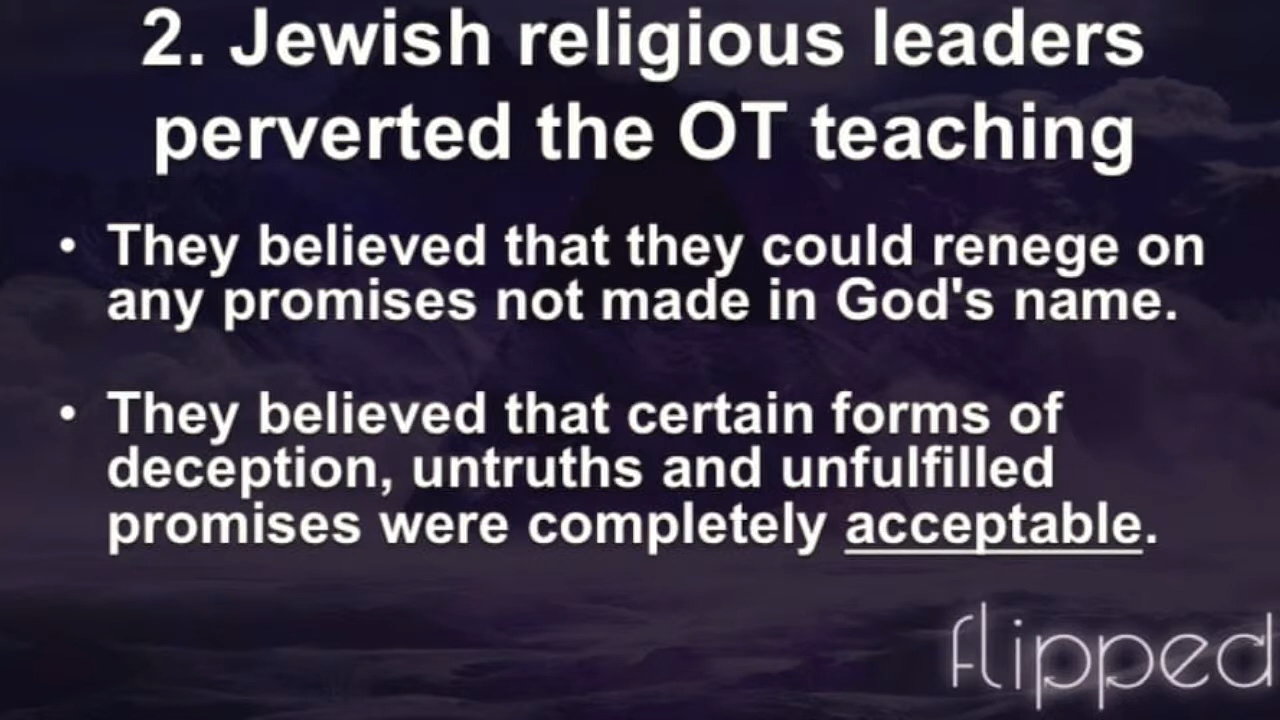 2. Jewish religious leaders
perverted the OT teaching
• They believed that they could renege on
any promises not made in God's name.
• They believed that certain forms of
deception, untruths and unfulfilled
promises were completely acceptable.
flipped